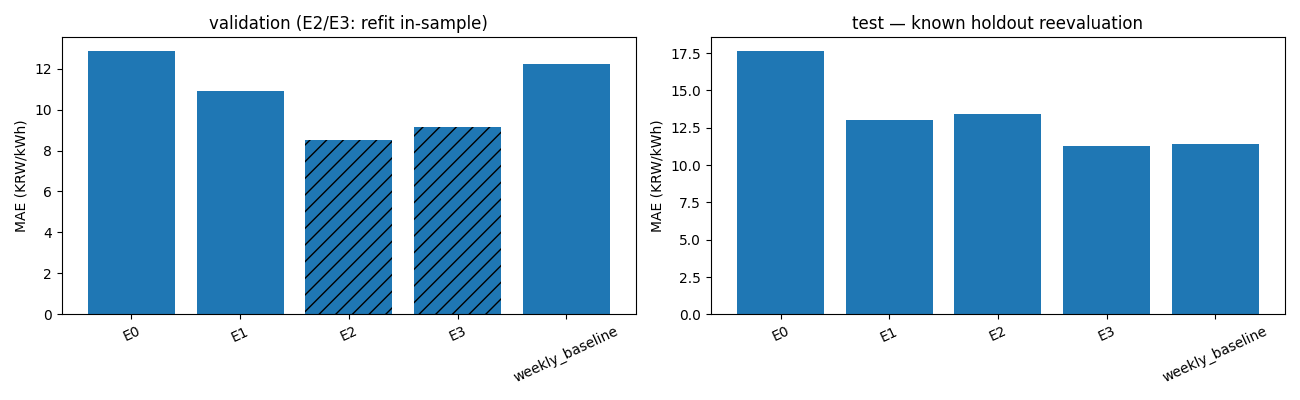 validation (E2/E3: refit in-sample)
MAE (KRW/kWh)
12
10
8
6
4
2
0
E0
E1
E2
E3
weekly_baseline
test — known holdout reevaluation
MAE (KRW/kWh)
17.5
15.0
12.5
10.0
7.5
5.0
2.5
0.0
E0
E1
E2
E3
weekly_baseline